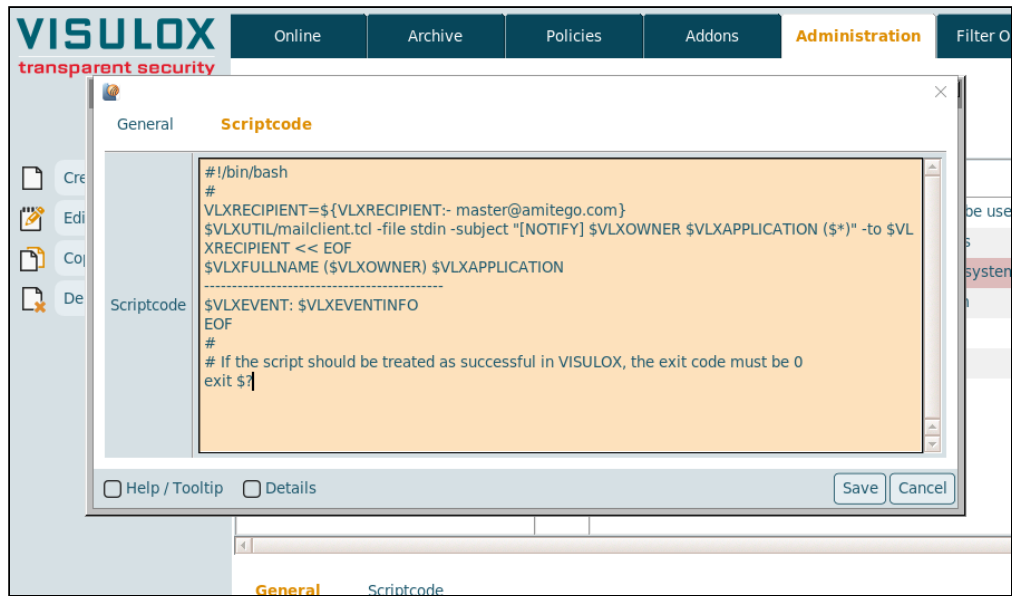 VISULOX
transparent security
Online Archive Policies Addons Administration Filter O
General Scriptcode
Cre
Edi
Cop
De
Scriptcode
#!/bin/bash
#
VLXRECIPIENT=${VLXRECIPIENT:- master@amitego.com}
$VLXUTIL/mailclient.tcl -file stdin -subject "[NOTIFY] $VLXOWNER $VLXAPPLICATION ($*)" -to $VL
XRECIPIENT << EOF
$VLXFULLNAME ($VLXOWNER) $VLXAPPLICATION
-------------------------------------------
$VLXEVENT: $VLXEVENTINFO
EOF
#
# If the script should be treated as successful in VISULOX, the exit code must be 0
exit $?
be use
s
system
Help / Tooltip Details Save Cancel
General Scriptcode